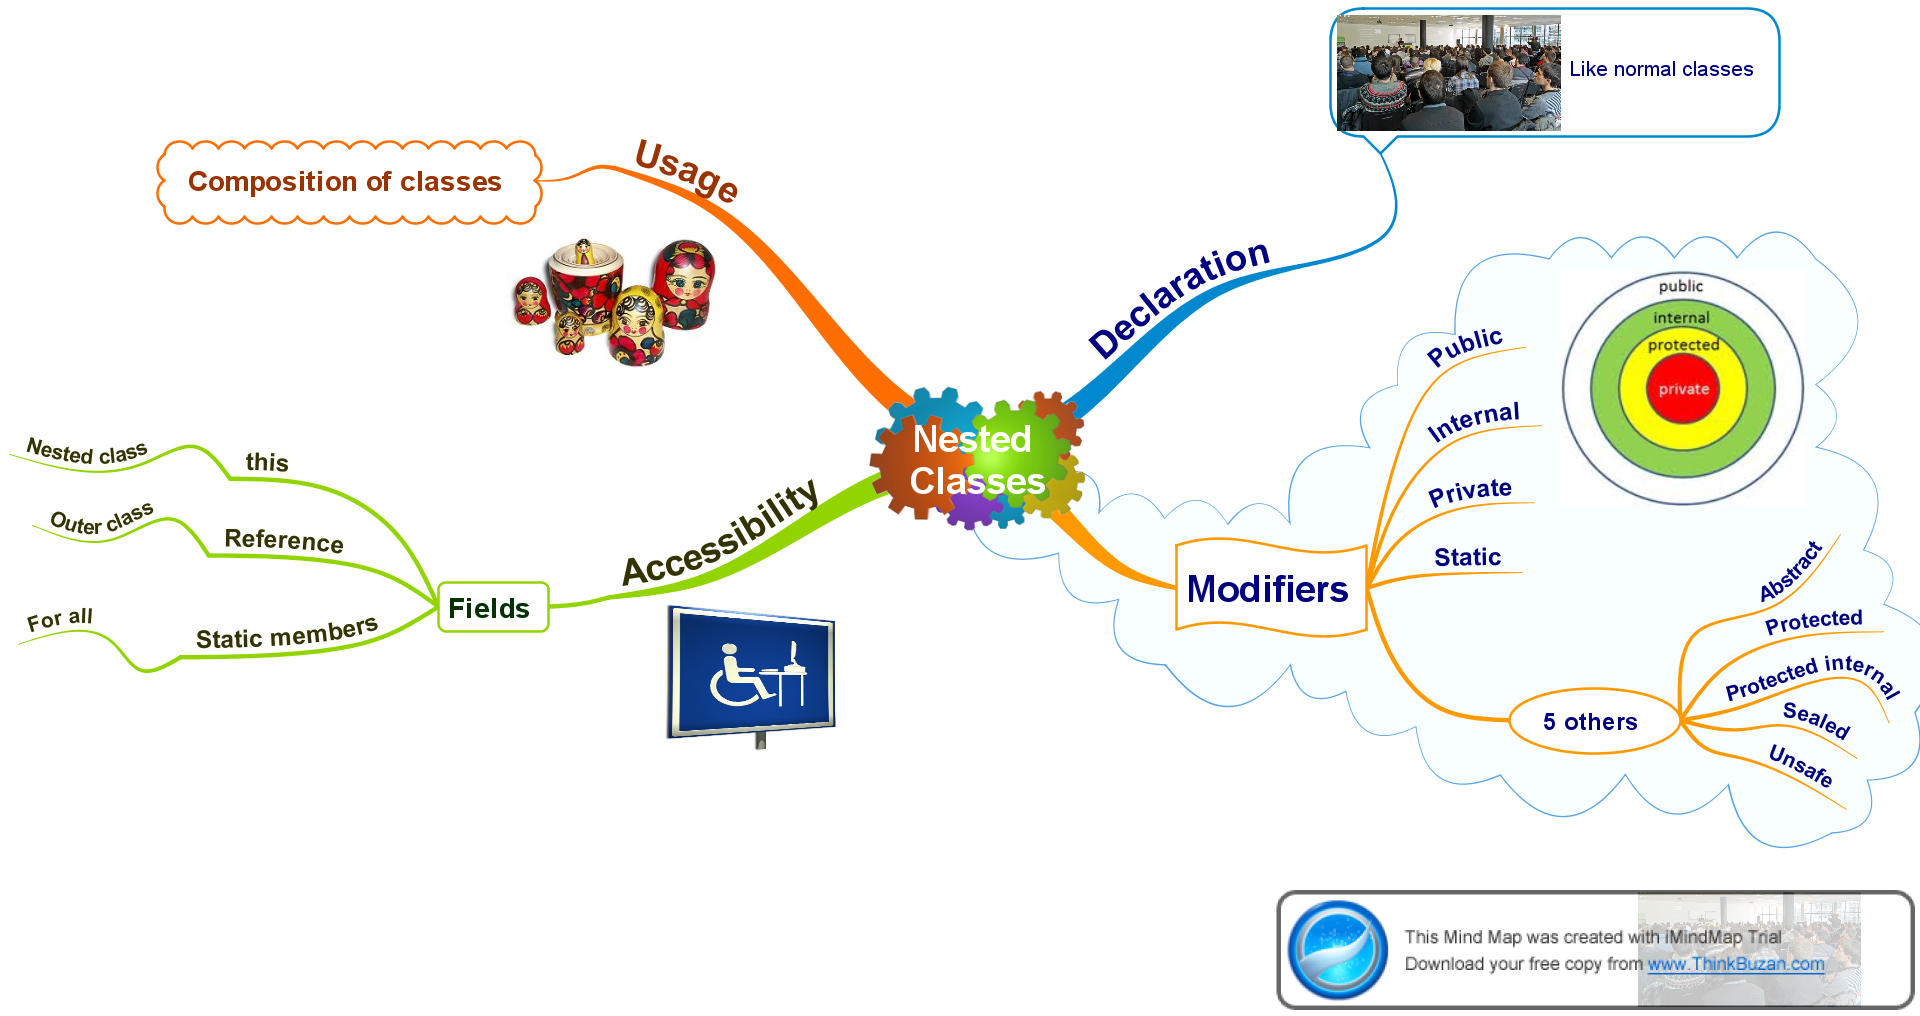 Like normal classes
Usage
Composition of classes
Declaration
public
internal
protected
private
Public
Internal
Private
Static
Nested
Classes
Nested class
this
Outer class
Reference
For all
Static members
Fields
Accessibility
Modifiers
Abstract
Protected
Protected internal
Sealed
Unsafe
5 others
This Mind Map was created with iMindMap Trial
Download your free copy from www.ThinkBuzan.com